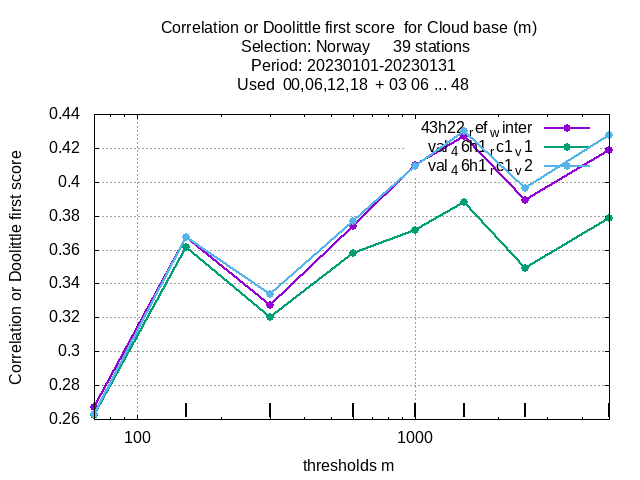 Correlation or Doolittle first score  for Cloud base (m)
Selection: Norway     39 stations
Period: 20230101-20230131
Used  00,06,12,18  + 03 06 ... 48
43h22_ref_winter
val_46h1_rc1_v1
val_46h1_rc1_v2
Correlation or Doolittle first score
0.44
0.42
0.4
0.38
0.36
0.34
0.32
0.3
0.28
0.26
100
1000
thresholds m